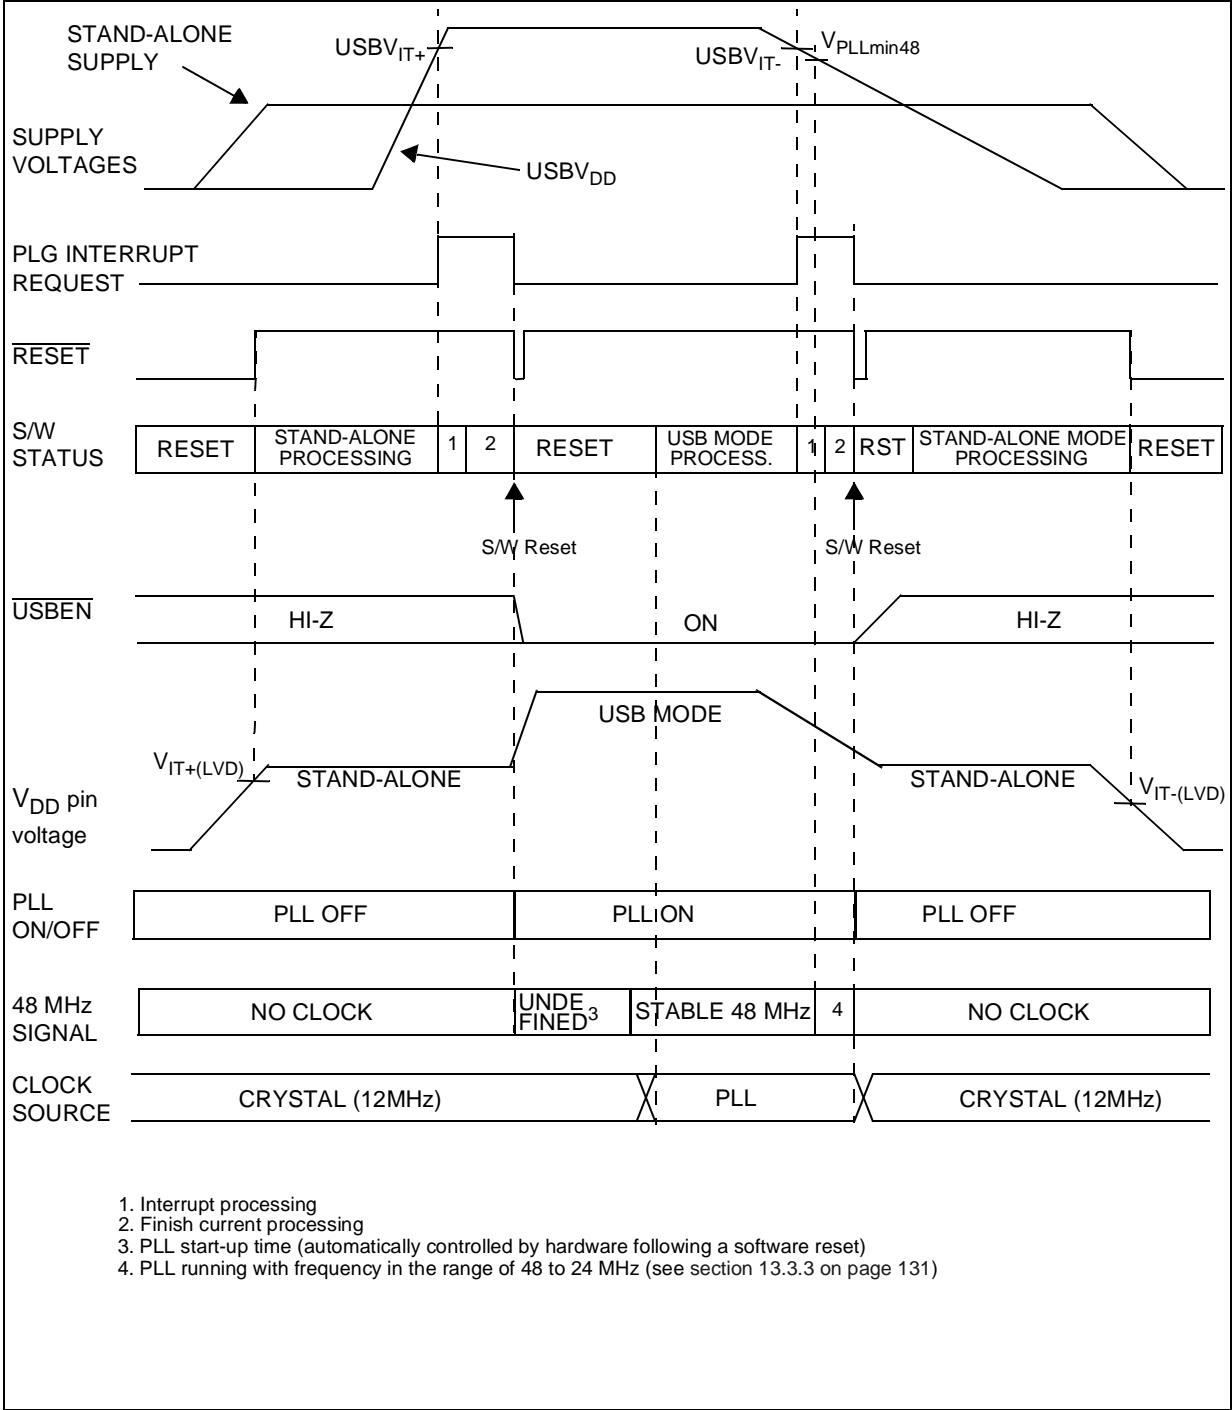 STAND-ALONE
SUPPLY
USBVIT+
USBVIT-
VPLLmin48
SUPPLY
VOLTAGES
USBVDD
PLG INTERRUPT
REQUEST
RESET
S/W
STATUS
RESET
STAND-ALONE
PROCESSING
1
2
RESET
USB MODE
PROCESS.
1
2
RST
STAND-ALONE MODE
PROCESSING
RESET
S/W Reset
S/W Reset
USBEN
HI-Z
ON
HI-Z
USB MODE
VIT+(LVD)
STAND-ALONE
STAND-ALONE
VIT-(LVD)
VDD pin
voltage
PLL
ON/OFF
PLL OFF
PLL ON
PLL OFF
48 MHz
SIGNAL
NO CLOCK
UNDE
FINED3
STABLE 48 MHz
4
NO CLOCK
CLOCK
SOURCE
CRYSTAL (12MHz)
PLL
CRYSTAL (12MHz)
1. Interrupt processing
2. Finish current processing
3. PLL start-up time (automatically controlled by hardware following a software reset)
4. PLL running with frequency in the range of 48 to 24 MHz (see section 13.3.3 on page 131)